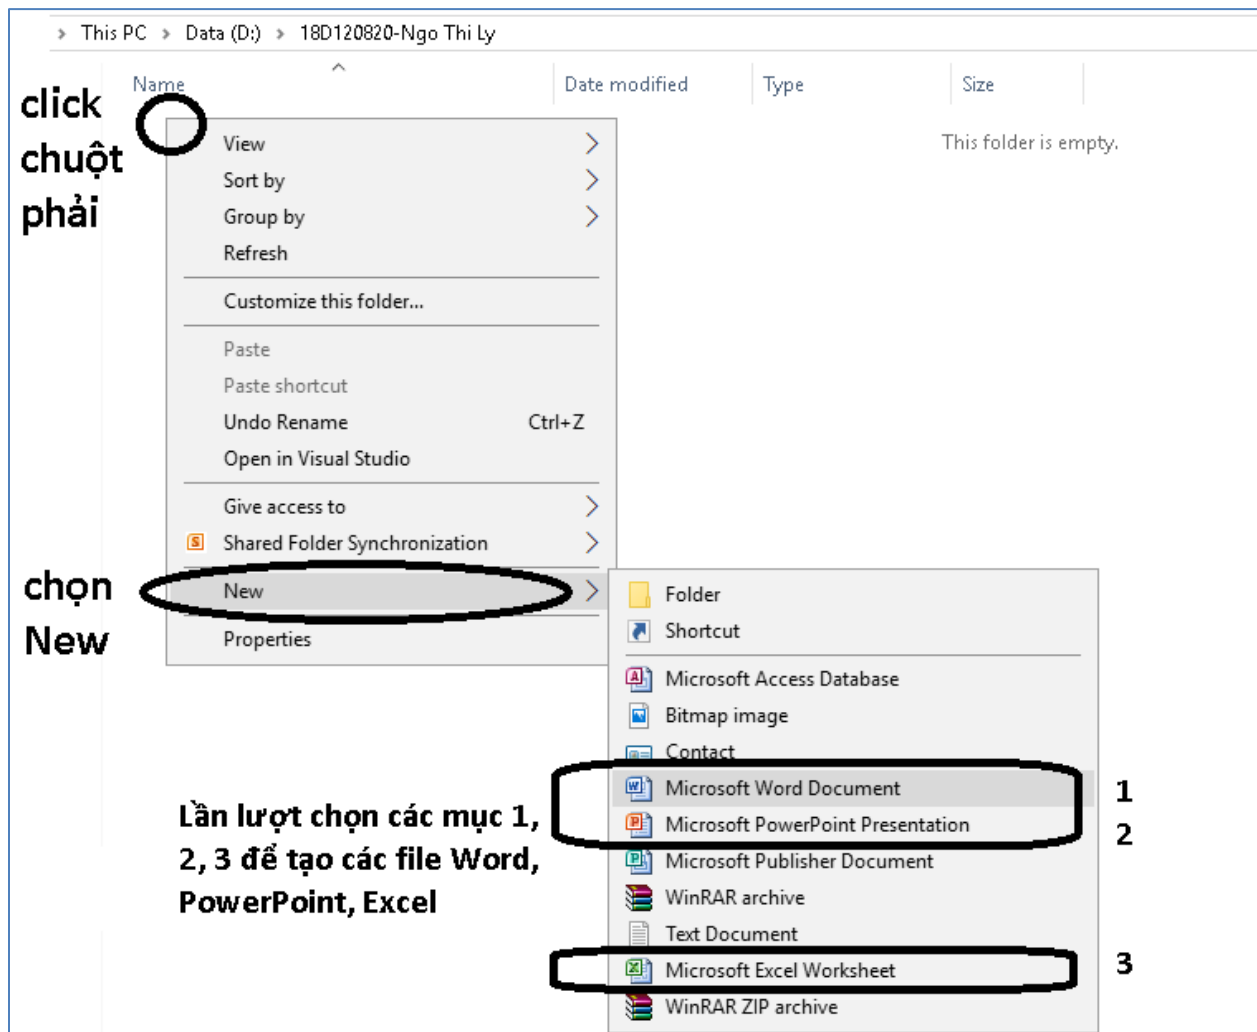 This PC > Data (D:) > 18D120820-Ngo Thi Ly
Name Date modified Type Size
This folder is empty.
click
chuột
phải
View
Sort by
Group by
Refresh
Customize this folder...
Paste
Paste shortcut
Undo Rename Ctrl+Z
Open in Visual Studio
Give access to
Shared Folder Synchronization
chọn
New
New
Properties
Folder
Shortcut
Microsoft Access Database
Bitmap image
Contact
Microsoft Word Document 1
Microsoft PowerPoint Presentation 2
Microsoft Publisher Document
WinRAR archive
Text Document
Microsoft Excel Worksheet 3
WinRAR ZIP archive
Lần lượt chọn các mục 1,
2, 3 để tạo các file Word,
PowerPoint, Excel